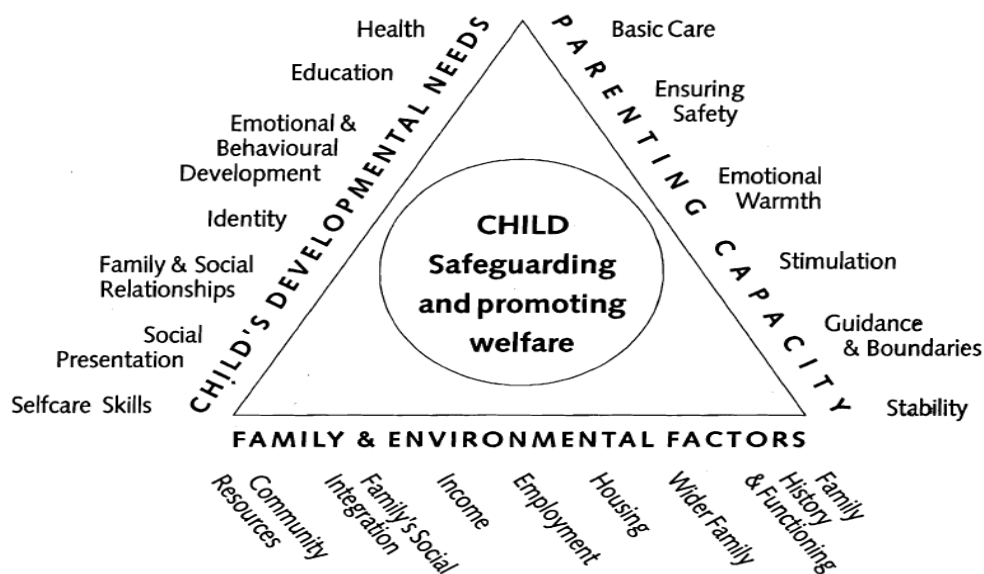 Health
Education
Emotional &
Behavioural
Development
Identity
Family & Social
Relationships
Social
Presentation
Selfcare Skills
CHILD'S DEVELOPMENTAL NEEDS
PARENTING CAPACITY
Basic Care
Ensuring
Safety
Emotional
Warmth
Stimulation
Guidance
& Boundaries
Stability
CHILD
Safeguarding
and promoting
welfare
FAMILY & ENVIRONMENTAL FACTORS
Community
Resources
Family's Social
Integration
Income
Employment
Housing
Wider Family
Family
History
& Functioning